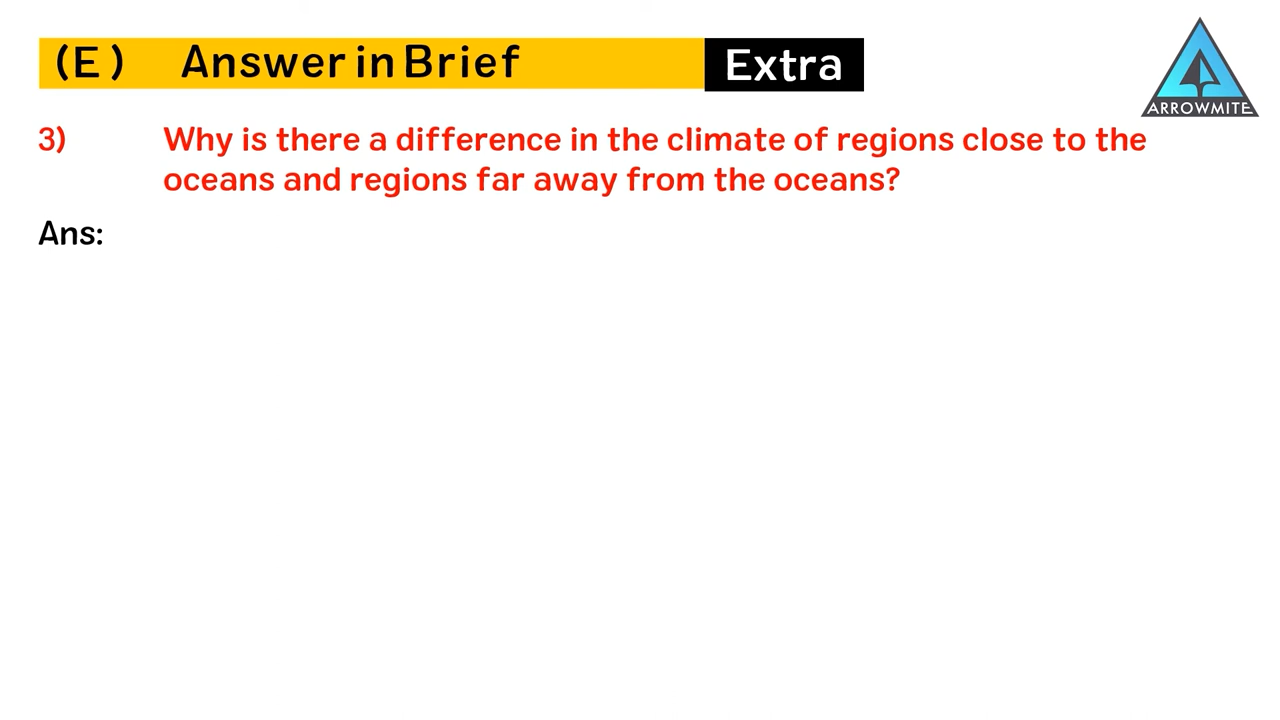 (E) Answer in Brief Extra
ARROWMITE
3) Why is there a difference in the climate of regions close to the
oceans and regions far away from the oceans?
Ans: